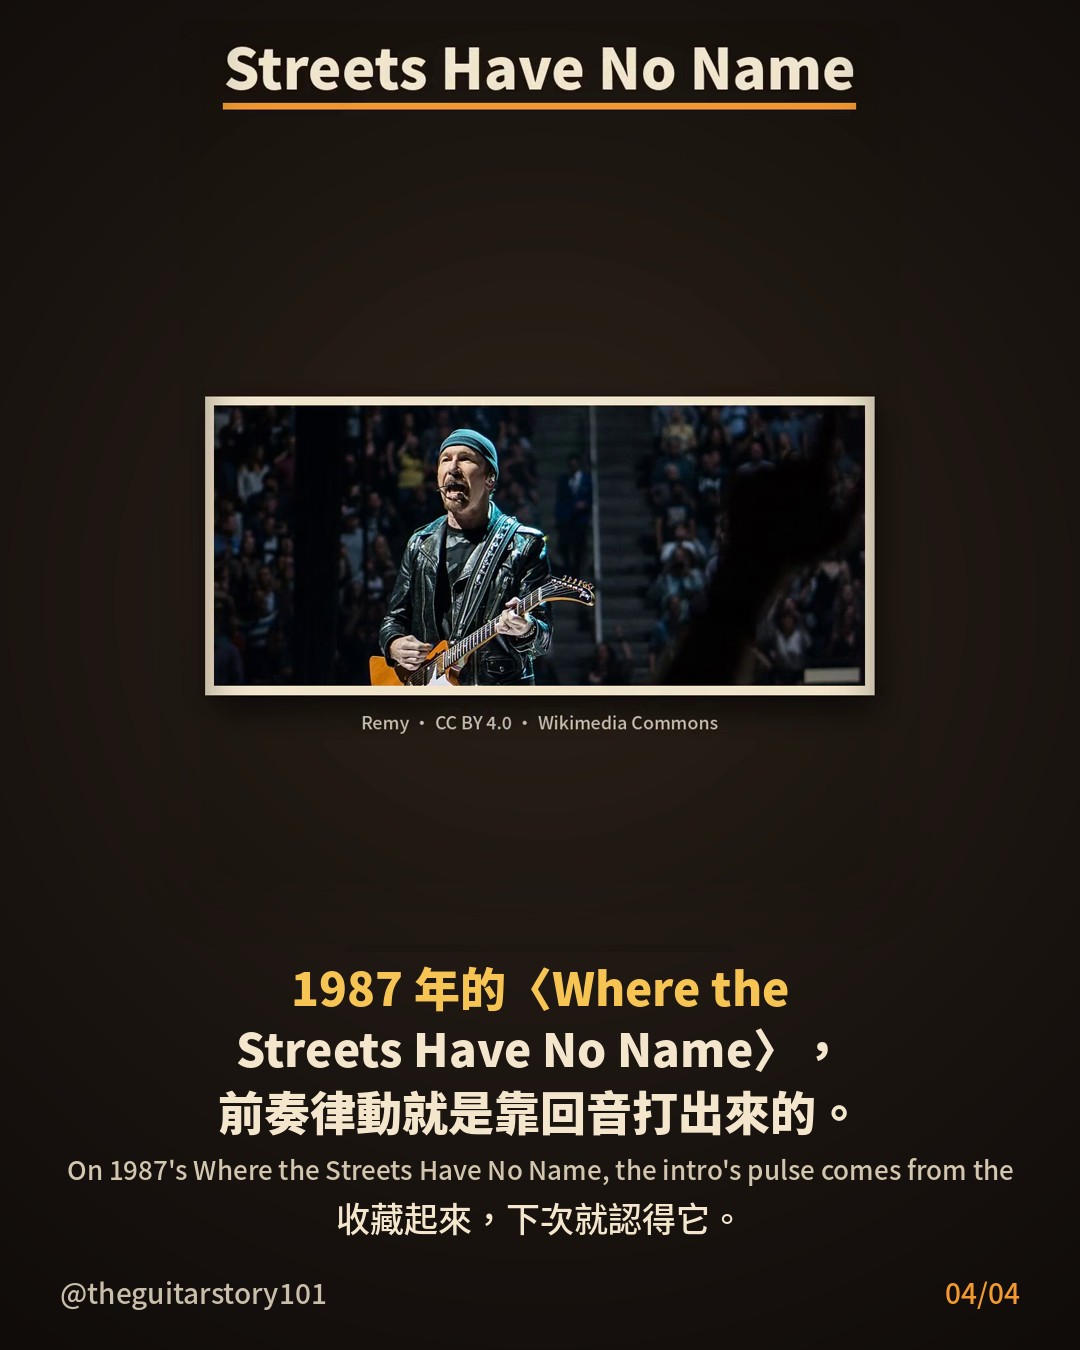 Streets Have No Name
Remy • CC BY 4.0 • Wikimedia Commons
1987 年的〈Where the
Streets Have No Name〉，
前奏律動就是靠回音打出來的。
On 1987's Where the Streets Have No Name, the intro's pulse comes from the
收藏起來，下次就認得它。
@theguitarstory101
04/04